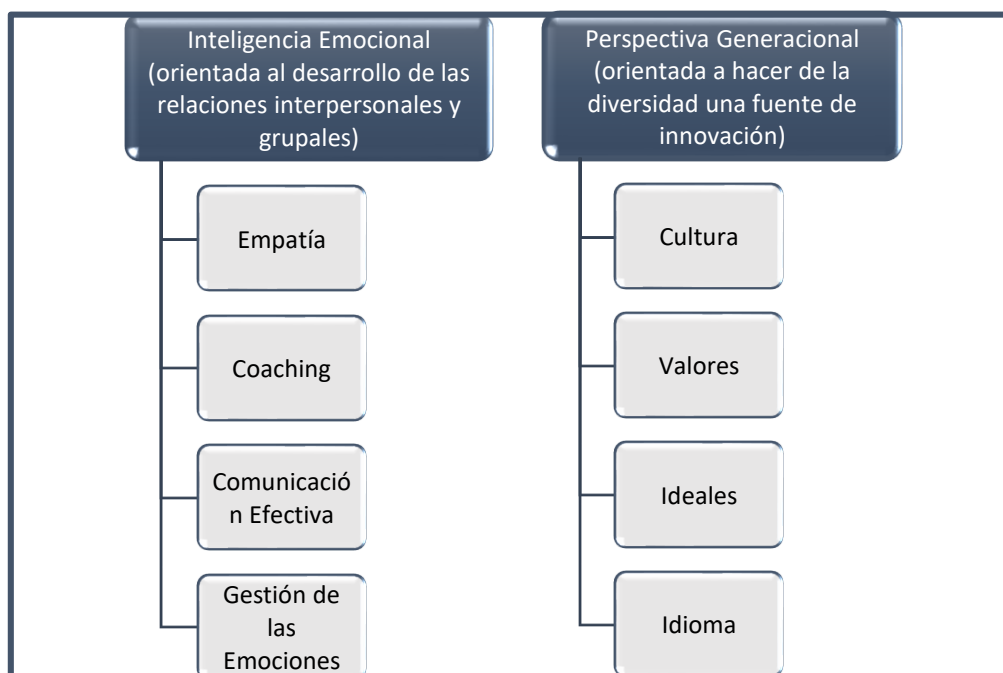 Inteligencia Emocional
(orientada al desarrollo de las
relaciones interpersonales y
grupales)
Empatía
Coaching
Comunicació
n Efectiva
Gestión de
las
Emociones
Perspectiva Generacional
(orientada a hacer de la
diversidad una fuente de
innovación)
Cultura
Valores
Ideales
Idioma